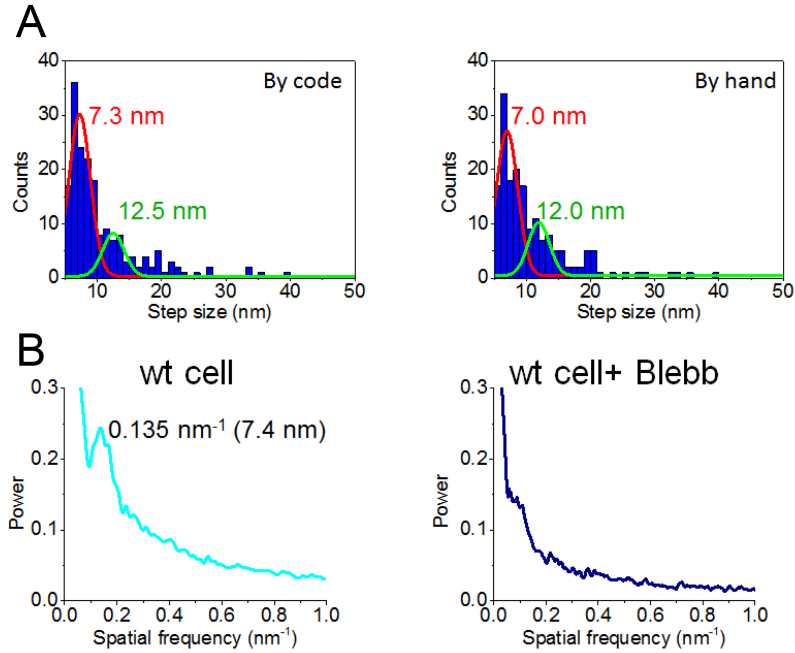 A
By code
By hand
7.3 nm
7.0 nm
12.5 nm
12.0 nm
Counts
Counts
40
30
20
10
0
40
30
20
10
0
10 20 30 40 50
10 20 30 40 50
Step size (nm)
Step size (nm)
B
wt cell
wt cell+ Blebb
0.135 nm⁻¹ (7.4 nm)
Power
Power
0.3
0.2
0.1
0.0
0.3
0.2
0.1
0.0
0.0 0.2 0.4 0.6 0.8 1.0
0.0 0.2 0.4 0.6 0.8 1.0
Spatial frequency (nm⁻¹)
Spatial frequency (nm⁻¹)